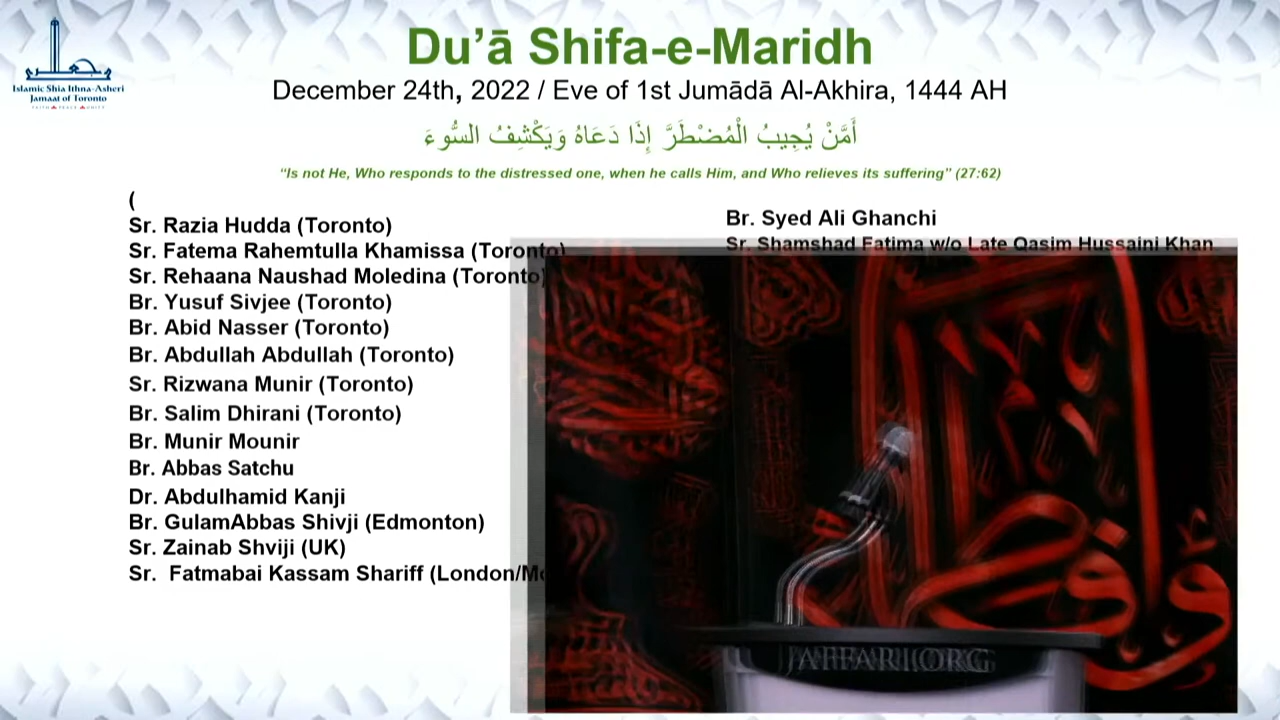 Islamic Shia Ithna-Asheri
Jamaat of Toronto
Du’ā Shifa-e-Maridh
December 24th, 2022 / Eve of 1st Jumādā Al-Akhira, 1444 AH
أَمَّنْ يُجِيبُ الْمُضْطَرَّ إِذَا دَعَاهُ وَيَكْشِفُ السُّوءَ
“Is not He, Who responds to the distressed one, when he calls Him, and Who relieves its suffering” (27:62)
(
Sr. Razia Hudda (Toronto)
Sr. Fatema Rahemtulla Khamissa (Toronto)
Sr. Rehaana Naushad Moledina (Toronto)
Br. Yusuf Sivjee (Toronto)
Br. Abid Nasser (Toronto)
Br. Abdullah Abdullah (Toronto)
Sr. Rizwana Munir (Toronto)
Br. Salim Dhirani (Toronto)
Br. Munir Mounir
Br. Abbas Satchu
Dr. Abdulhamid Kanji
Br. GulamAbbas Shivji (Edmonton)
Sr. Zainab Shviji (UK)
Sr. Fatmabai Kassam Shariff (London/Mo
Br. Syed Ali Ghanchi
Sr. Shamshad Fatima w/o Late Qasim Hussaini Khan
JAFFARI.ORG